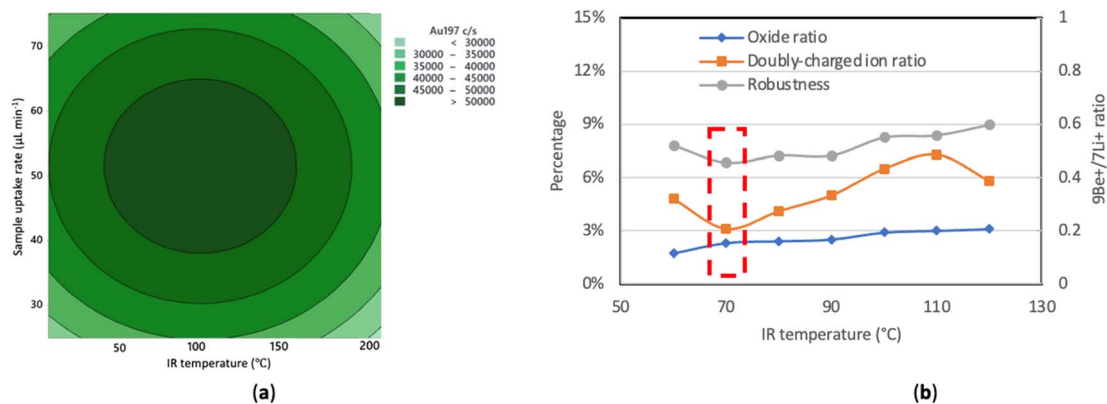 Au197 c/s
< 30000
30000 – 35000
35000 – 40000
40000 – 45000
45000 – 50000
> 50000
70
60
50
40
30
Sample uptake rate (µL min⁻¹)
50 100 150 200
IR temperature (°C)
(a)
15%
12%
9%
6%
3%
0%
Percentage
Oxide ratio
Doubly-charged ion ratio
Robustness
1
0.8
0.6
0.4
0.2
0
9Be+/7Li+ ratio
50 70 90 110 130
IR temperature (°C)
(b)